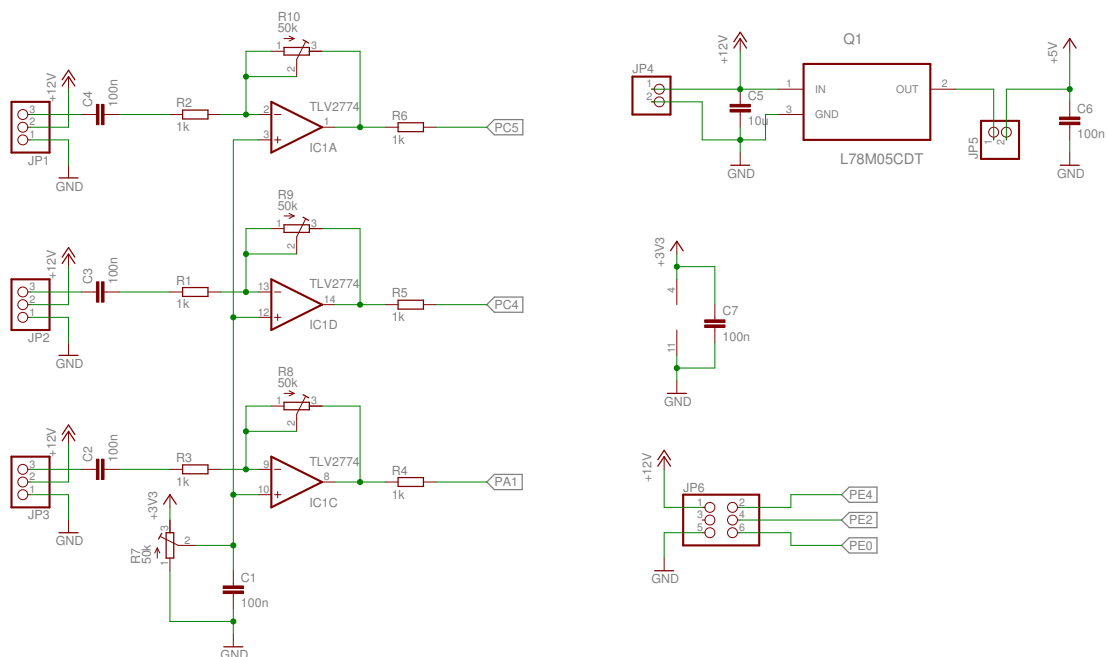 R10
50k
1
3
2
+12V
C4
100n
3
2
1
JP1
GND
R2
1k
2
3
TLV2774
1
IC1A
R6
1k
PC5
R9
50k
1
3
2
+12V
C3
100n
3
2
1
JP2
GND
R1
1k
13
12
TLV2774
14
IC1D
R5
1k
PC4
R8
50k
1
3
2
+12V
C2
100n
3
2
1
JP3
GND
R3
1k
9
10
TLV2774
8
IC1C
R4
1k
PA1
+3V3
R7
50k
3
2
1
C1
100n
GND
JP4
1
2
+12V
C5
10u
GND
Q1
1
IN
3
GND
OUT
2
L78M05CDT
JP5
1
2
+5V
C6
100n
GND
+3V3
4
11
C7
100n
GND
+12V
JP6
1
2
3
4
5
6
GND
PE4
PE2
PE0